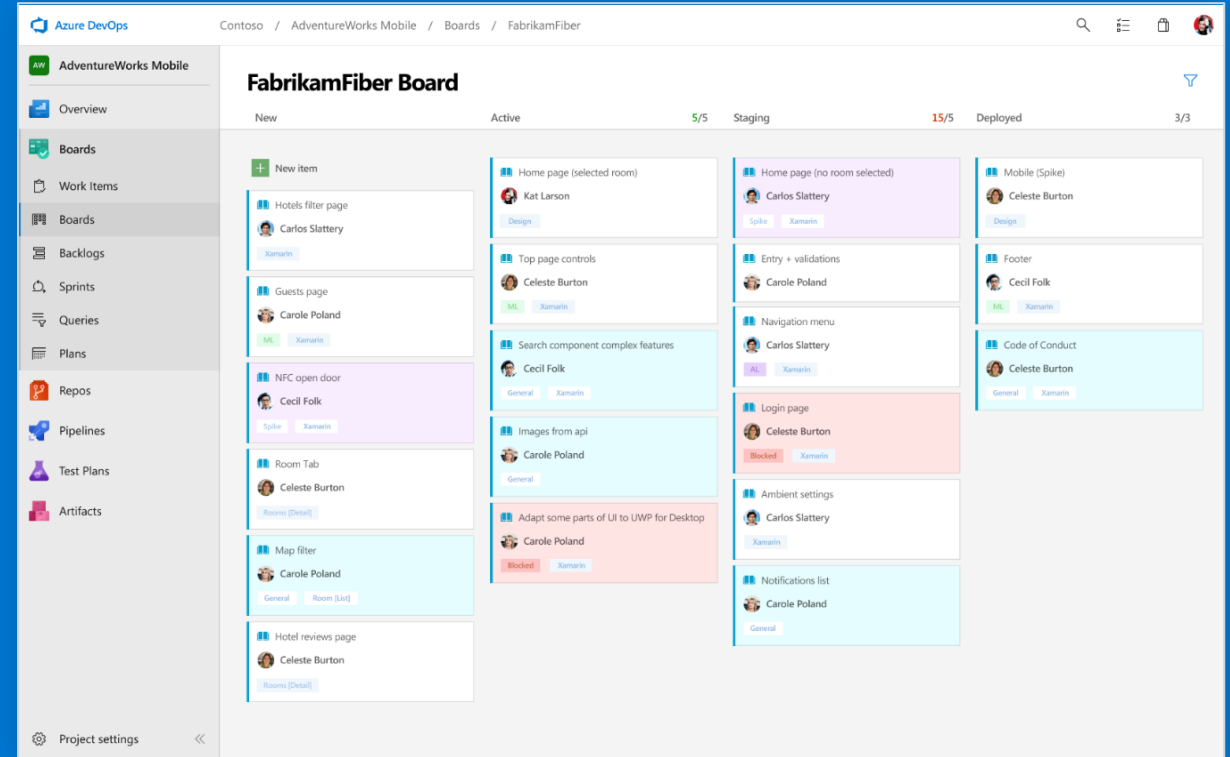 Azure DevOps
Contoso / AdventureWorks Mobile / Boards / FabrikamFiber
AW AdventureWorks Mobile
Overview
Boards
Work Items
Boards
Backlogs
Sprints
Queries
Plans
Repos
Pipelines
Test Plans
Artifacts
Project settings
FabrikamFiber Board
New
New item
Hotels filter page
Carlos Slattery
Xamarin
Guests page
Carole Poland
ML Xamarin
NFC open door
Cecil Folk
Spike Xamarin
Room Tab
Celeste Burton
Rooms [Detail]
Map filter
Carole Poland
General Room [List]
Hotel reviews page
Celeste Burton
Rooms [Detail]
Active 5/5
Home page (selected room)
Kat Larson
Design
Top page controls
Celeste Burton
ML Xamarin
Search component complex features
Cecil Folk
General Xamarin
Images from api
Carole Poland
General
Adapt some parts of UI to UWP for Desktop
Carole Poland
Blocked Xamarin
Staging 15/5
Home page (no room selected)
Carlos Slattery
Spike Xamarin
Entry + validations
Carole Poland
Navigation menu
Carlos Slattery
AL Xamarin
Login page
Celeste Burton
Blocked Xamarin
Ambient settings
Carlos Slattery
Xamarin
Notifications list
Carole Poland
General
Deployed 3/3
Mobile (Spike)
Celeste Burton
Design
Footer
Cecil Folk
ML Xamarin
Code of Conduct
Celeste Burton
General Xamarin